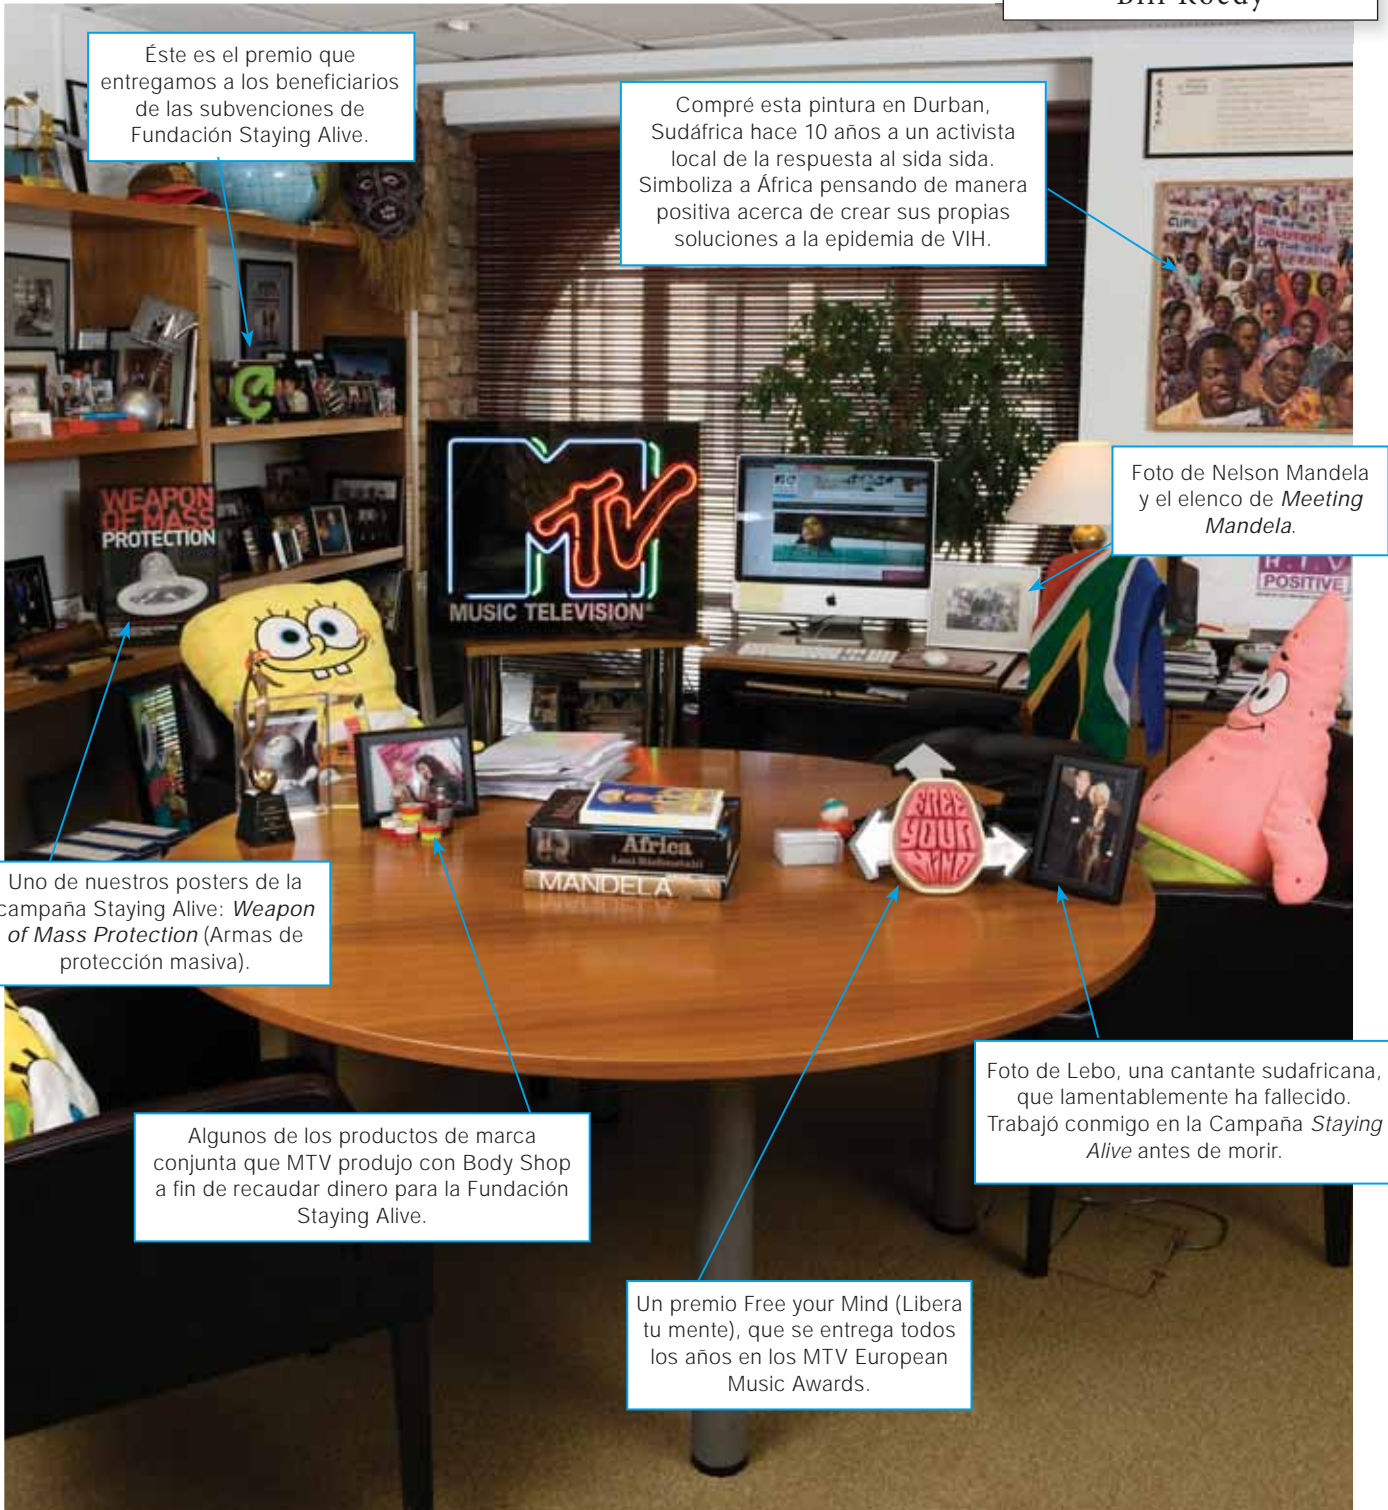 Bill Roedy
Éste es el premio que
entregamos a los beneficiarios
de las subvenciones de
Fundación Staying Alive.
Compré esta pintura en Durban,
Sudáfrica hace 10 años a un activista
local de la respuesta al sida sida.
Simboliza a África pensando de manera
positiva acerca de crear sus propias
soluciones a la epidemia de VIH.
Foto de Nelson Mandela
y el elenco de Meeting
Mandela.
WEAPON
OF MASS
PROTECTION
MTV
MUSIC TELEVISION
H.I.V
POSITIVE
Africa
Leni Riefenstahl
MANDELA
FREE
YOUR
MIND
Uno de nuestros posters de la
campaña Staying Alive: Weapon
of Mass Protection (Armas de
protección masiva).
Foto de Lebo, una cantante sudafricana,
que lamentablemente ha fallecido.
Trabajó conmigo en la Campaña Staying
Alive antes de morir.
Algunos de los productos de marca
conjunta que MTV produjo con Body Shop
a fin de recaudar dinero para la Fundación
Staying Alive.
Un premio Free your Mind (Libera
tu mente), que se entrega todos
los años en los MTV European
Music Awards.